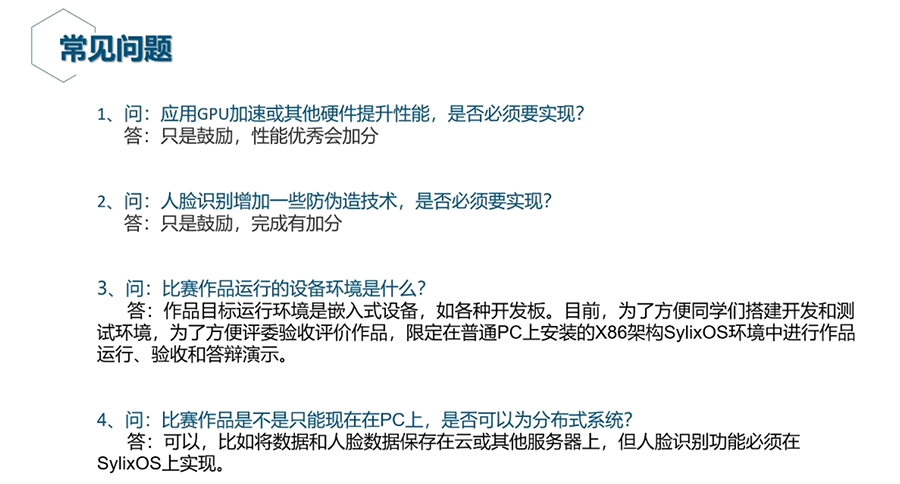 常见问题
1、问：应用GPU加速或其他硬件提升性能，是否必须要实现？
答：只是鼓励，性能优秀会加分
2、问：人脸识别增加一些防伪造技术，是否必须要实现？
答：只是鼓励，完成有加分
3、问：比赛作品运行的设备环境是什么？
答：作品目标运行环境是嵌入式设备，如各种开发板。目前，为了方便同学们搭建开发和测
试环境，为了方便评委验收评价作品，限定在普通PC上安装的X86架构SylixOS环境中进行作品
运行、验收和答辩演示。
4、问：比赛作品是不是只能现在在PC上，是否可以为分布式系统？
答：可以，比如将数据和人脸数据保存在云或其他服务器上，但人脸识别功能必须在
SylixOS上实现。